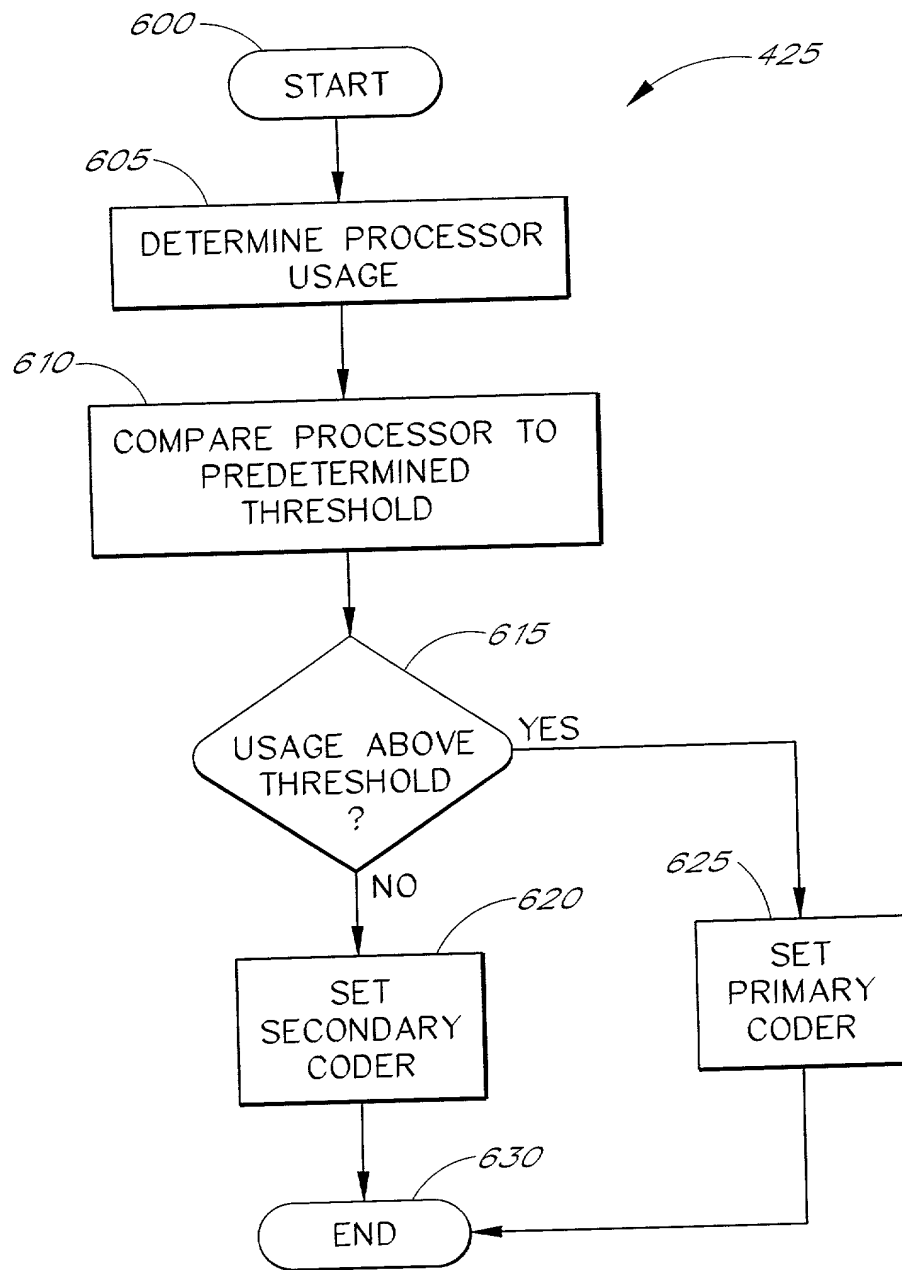 600
START
425
605
DETERMINE PROCESSOR
USAGE
610
COMPARE PROCESSOR TO
PREDETERMINED
THRESHOLD
615
USAGE ABOVE
THRESHOLD
?
YES
NO
620
SET
SECONDARY
CODER
625
SET
PRIMARY
CODER
630
END